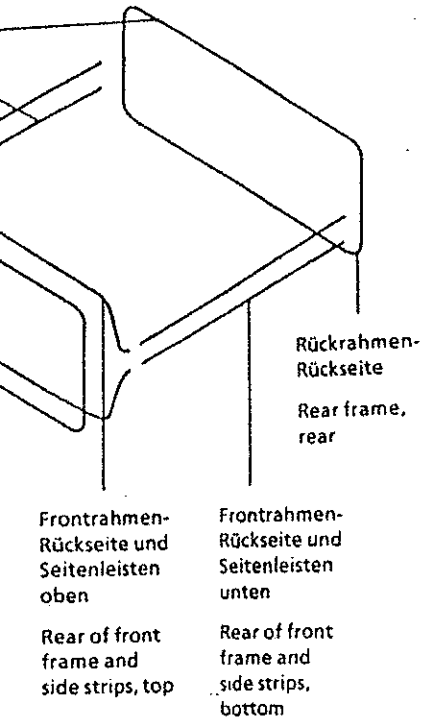 Rückrahmen-
Rückseite
Rear frame,
rear
Frontrahmen-
Rückseite und
Seitenleisten
oben
Rear of front
frame and
side strips, top
Frontrahmen-
Rückseite und
Seitenleisten
unten
Rear of front
frame and
side strips,
bottom